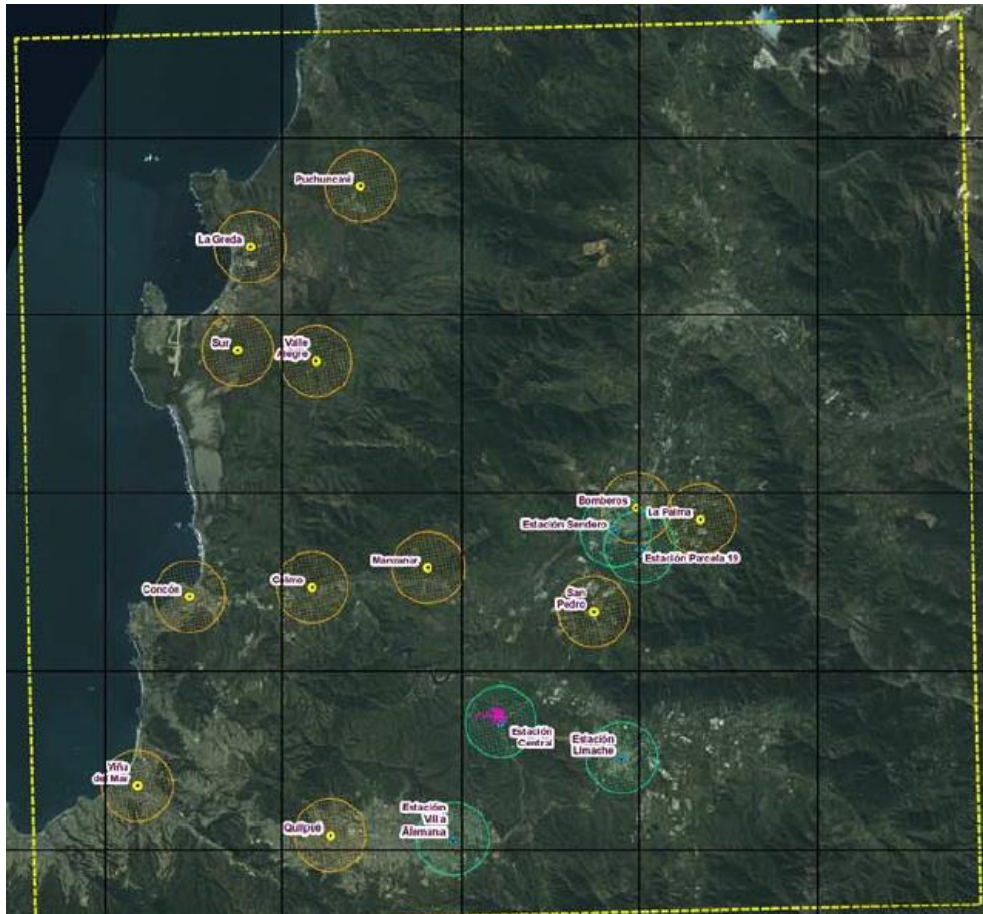 Puchuncaví
La Greda
Sur
Valle
Alegre
Bomberos
La Palma
Estación Sendero
Estación Parcela 19
Manzanar
Colmo
Concón
San
Pedro
Estación
Central
Estación
Limache
Viña
del Mar
Estación
Villa
Alemana
Quilpué